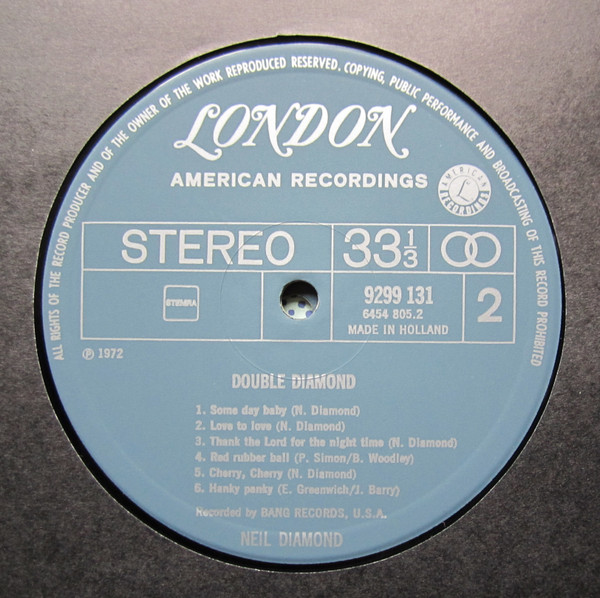 ALL RIGHTS OF THE RECORD PRODUCER AND OF THE OWNER OF THE WORK REPRODUCED RESERVED. COPYING, PUBLIC PERFORMANCE AND BROADCASTING OF THIS RECORD PROHIBITED
LONDON
AMERICAN RECORDINGS
AMERICAN
L
RECORDINGS
STEREO
33 1/3
STEMRA
9299 131
6454 805.2
MADE IN HOLLAND
2
℗ 1972
DOUBLE DIAMOND
1. Some day baby (N. Diamond)
2. Love to love (N. Diamond)
3. Thank the Lord for the night time (N. Diamond)
4. Red rubber ball (P. Simon/B. Woodley)
5. Cherry, Cherry (N. Diamond)
6. Hanky panky (E. Greenwich/J. Barry)
Recorded by BANG RECORDS, U.S.A.
NEIL DIAMOND